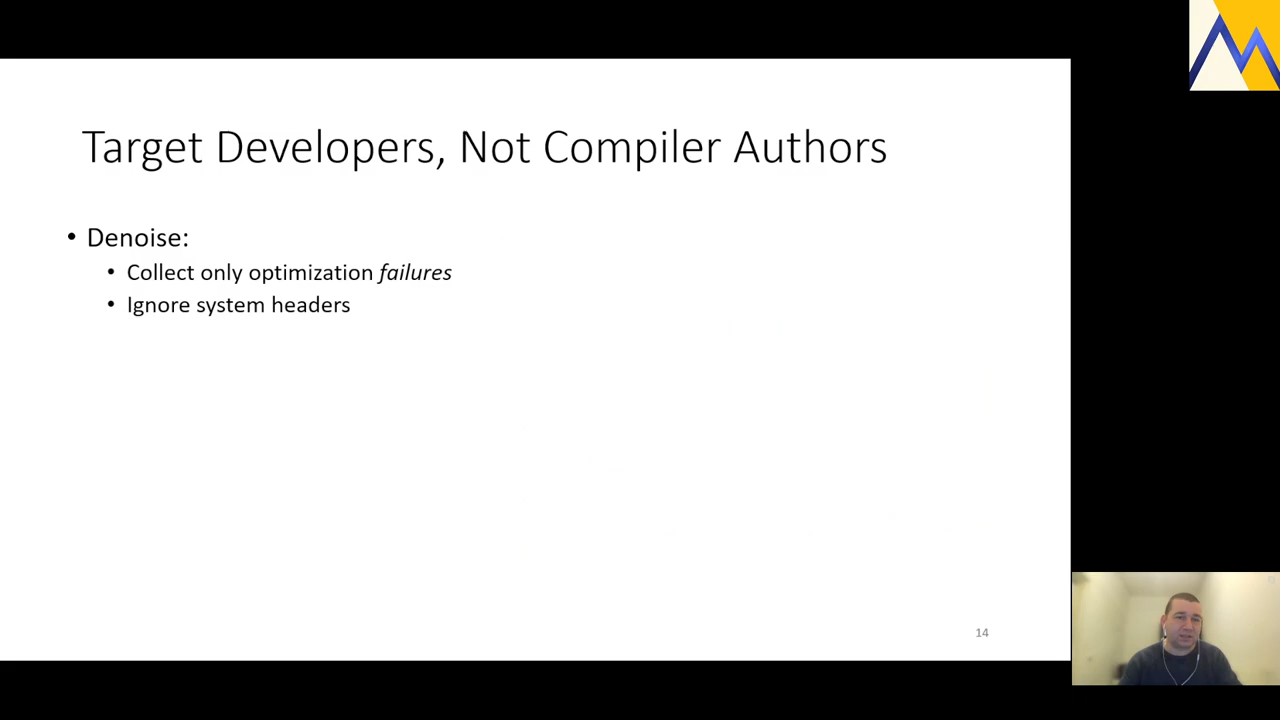 Target Developers, Not Compiler Authors
• Denoise:
• Collect only optimization failures
• Ignore system headers
14